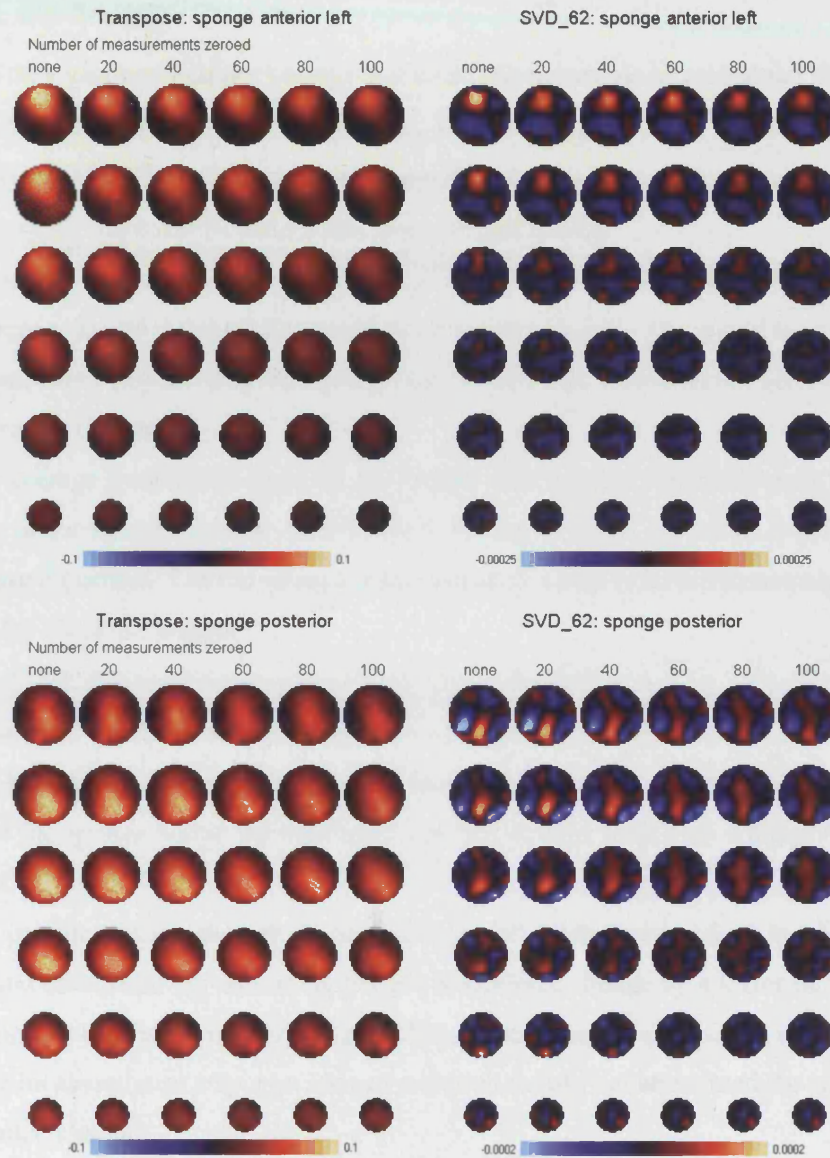 Transpose: sponge anterior left
Number of measurements zeroed
none 20 40 60 80 100
-0.1 0.1
SVD_62: sponge anterior left
none 20 40 60 80 100
-0.00025 0.00025
Transpose: sponge posterior
Number of measurements zeroed
none 20 40 60 80 100
-0.1 0.1
SVD_62: sponge posterior
none 20 40 60 80 100
-0.0002 0.0002